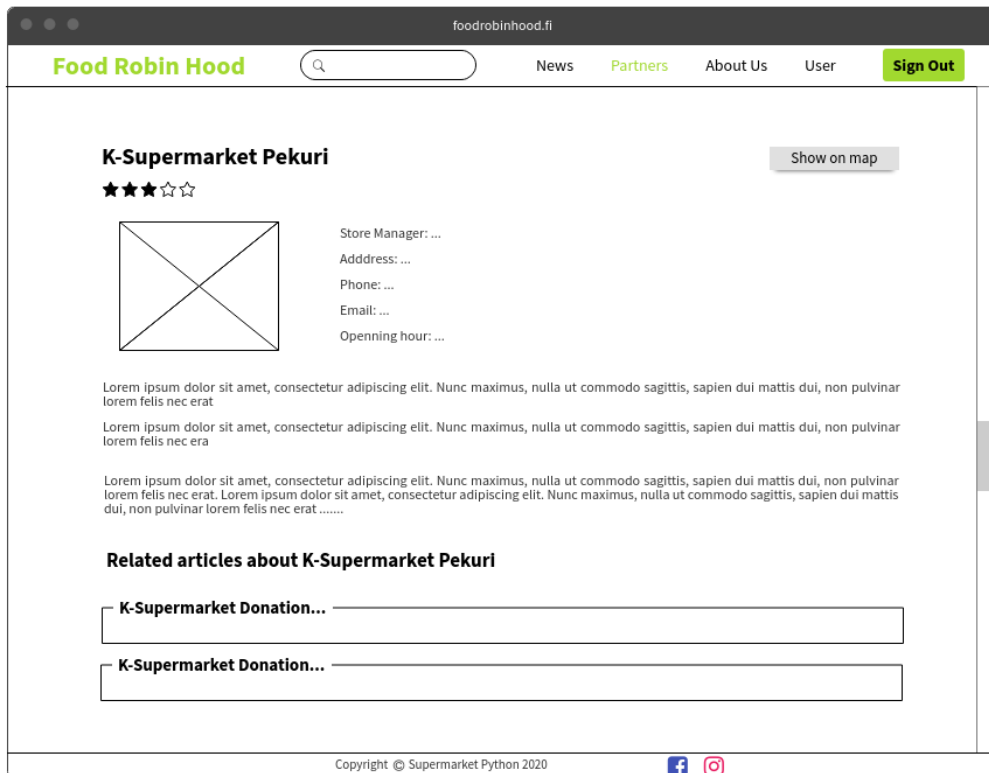 foodrobinhood.fi
Food Robin Hood
News
Partners
About Us
User
Sign Out
K-Supermarket Pekuri
Show on map
Store Manager: ...
Adddress: ...
Phone: ...
Email: ...
Openning hour: ...
Lorem ipsum dolor sit amet, consectetur adipiscing elit. Nunc maximus, nulla ut commodo sagittis, sapien dui mattis dui, non pulvinar
lorem felis nec erat
Lorem ipsum dolor sit amet, consectetur adipiscing elit. Nunc maximus, nulla ut commodo sagittis, sapien dui mattis dui, non pulvinar
lorem felis nec era
Lorem ipsum dolor sit amet, consectetur adipiscing elit. Nunc maximus, nulla ut commodo sagittis, sapien dui mattis dui, non pulvinar
lorem felis nec erat. Lorem ipsum dolor sit amet, consectetur adipiscing elit. Nunc maximus, nulla ut commodo sagittis, sapien dui mattis
dui, non pulvinar lorem felis nec erat .......
Related articles about K-Supermarket Pekuri
K-Supermarket Donation...
K-Supermarket Donation...
Copyright © Supermarket Python 2020